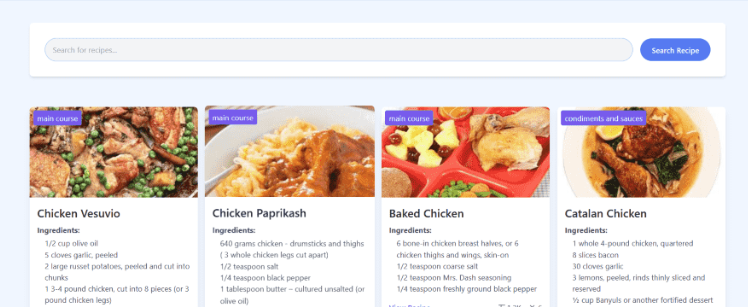 Search for recipes...
Search Recipe
main course
Chicken Vesuvio
Ingredients:
1/2 cup olive oil
5 cloves garlic, peeled
2 large russet potatoes, peeled and cut into
chunks
1 3-4 pound chicken, cut into 8 pieces (or 3
pound chicken legs)
main course
Chicken Paprikash
Ingredients:
640 grams chicken - drumsticks and thighs
( 3 whole chicken legs cut apart)
1/2 teaspoon salt
1/4 teaspoon black pepper
1 tablespoon butter – cultured unsalted (or
olive oil)
main course
Baked Chicken
Ingredients:
6 bone-in chicken breast halves, or 6
chicken thighs and wings, skin-on
1/2 teaspoon coarse salt
1/2 teaspoon Mrs. Dash seasoning
1/4 teaspoon freshly ground black pepper
View Recipe
condiments and sauces
Catalan Chicken
Ingredients:
1 whole 4-pound chicken, quartered
8 slices bacon
30 cloves garlic
3 lemons, peeled, rinds thinly sliced and
reserved
½ cup Banyuls or another fortified dessert